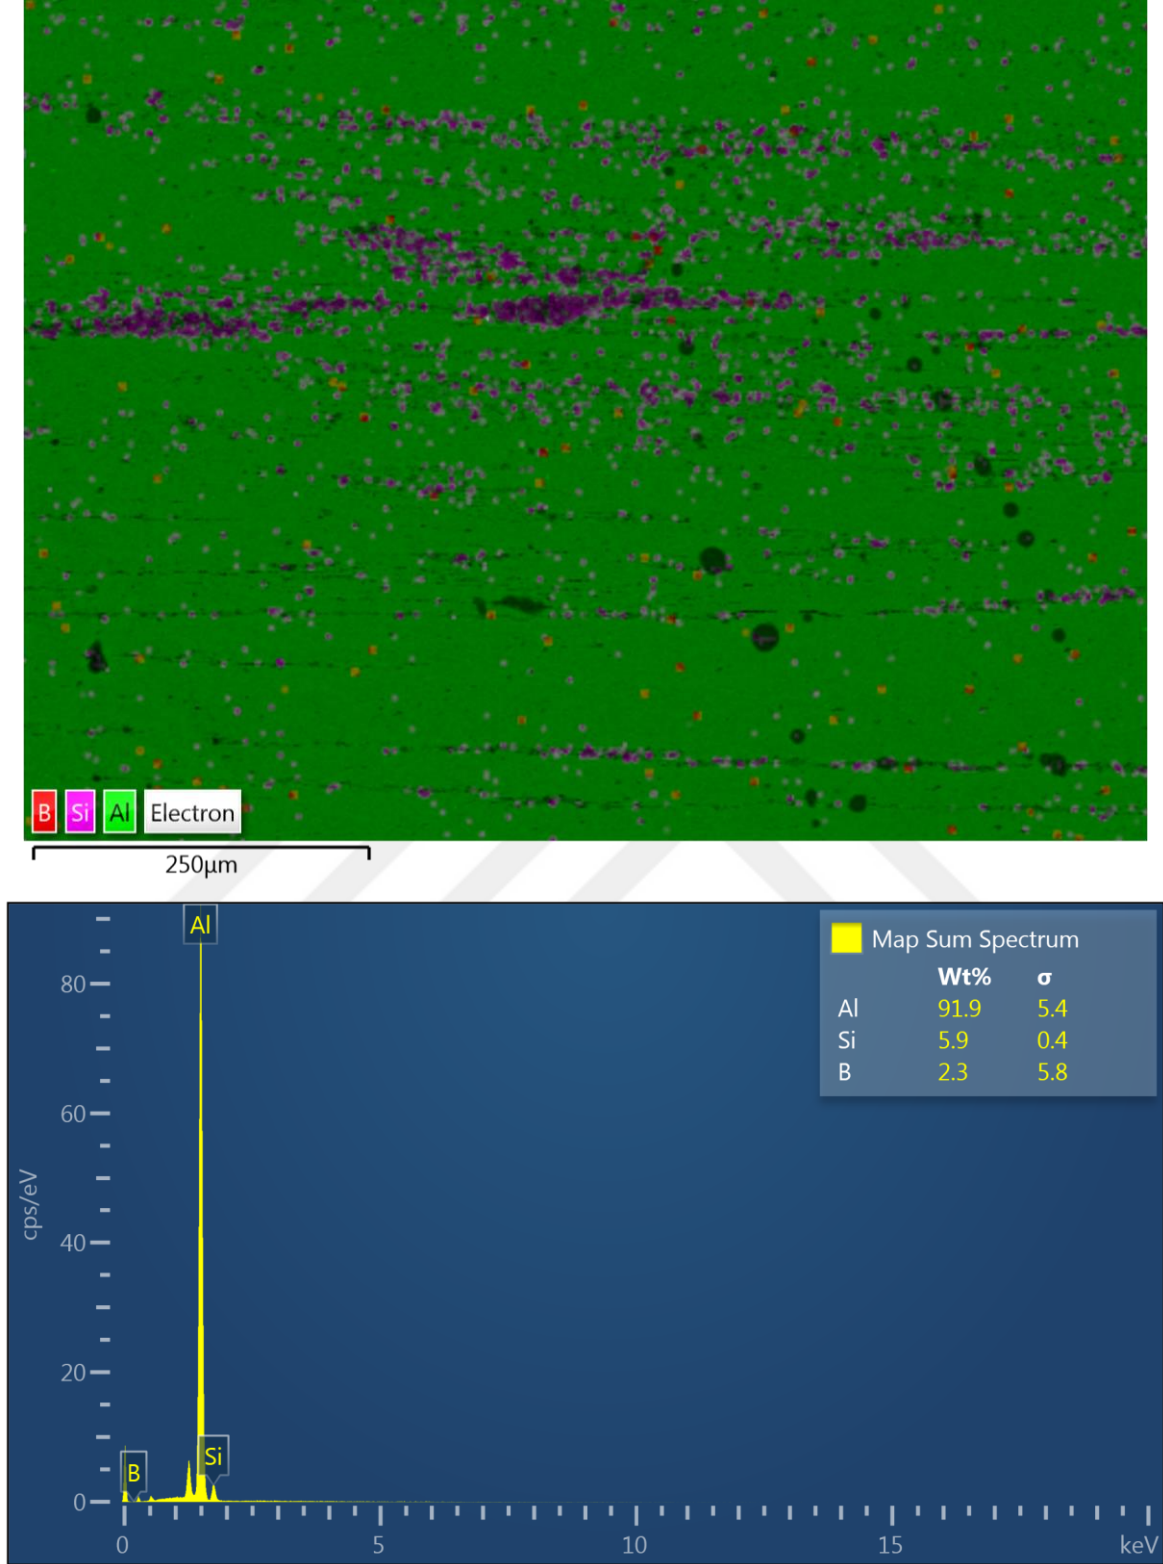 B Si Al Electron
250µm
Al
Map Sum Spectrum
Wt% σ
Al 91.9 5.4
Si 5.9 0.4
B 2.3 5.8
80
60
cps/eV
40
20
B Si
0
0 5 10 15 keV